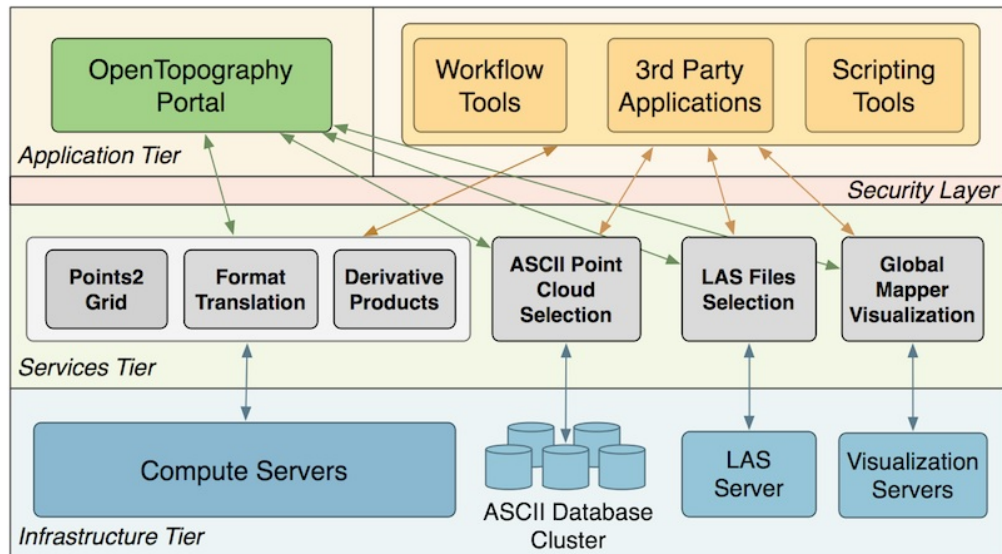 OpenTopography
Portal
Workflow
Tools
3rd Party
Applications
Scripting
Tools
Application Tier
Security Layer
Points2
Grid
Format
Translation
Derivative
Products
ASCII Point
Cloud
Selection
LAS Files
Selection
Global
Mapper
Visualization
Services Tier
Compute Servers
ASCII Database
Cluster
LAS
Server
Visualization
Servers
Infrastructure Tier